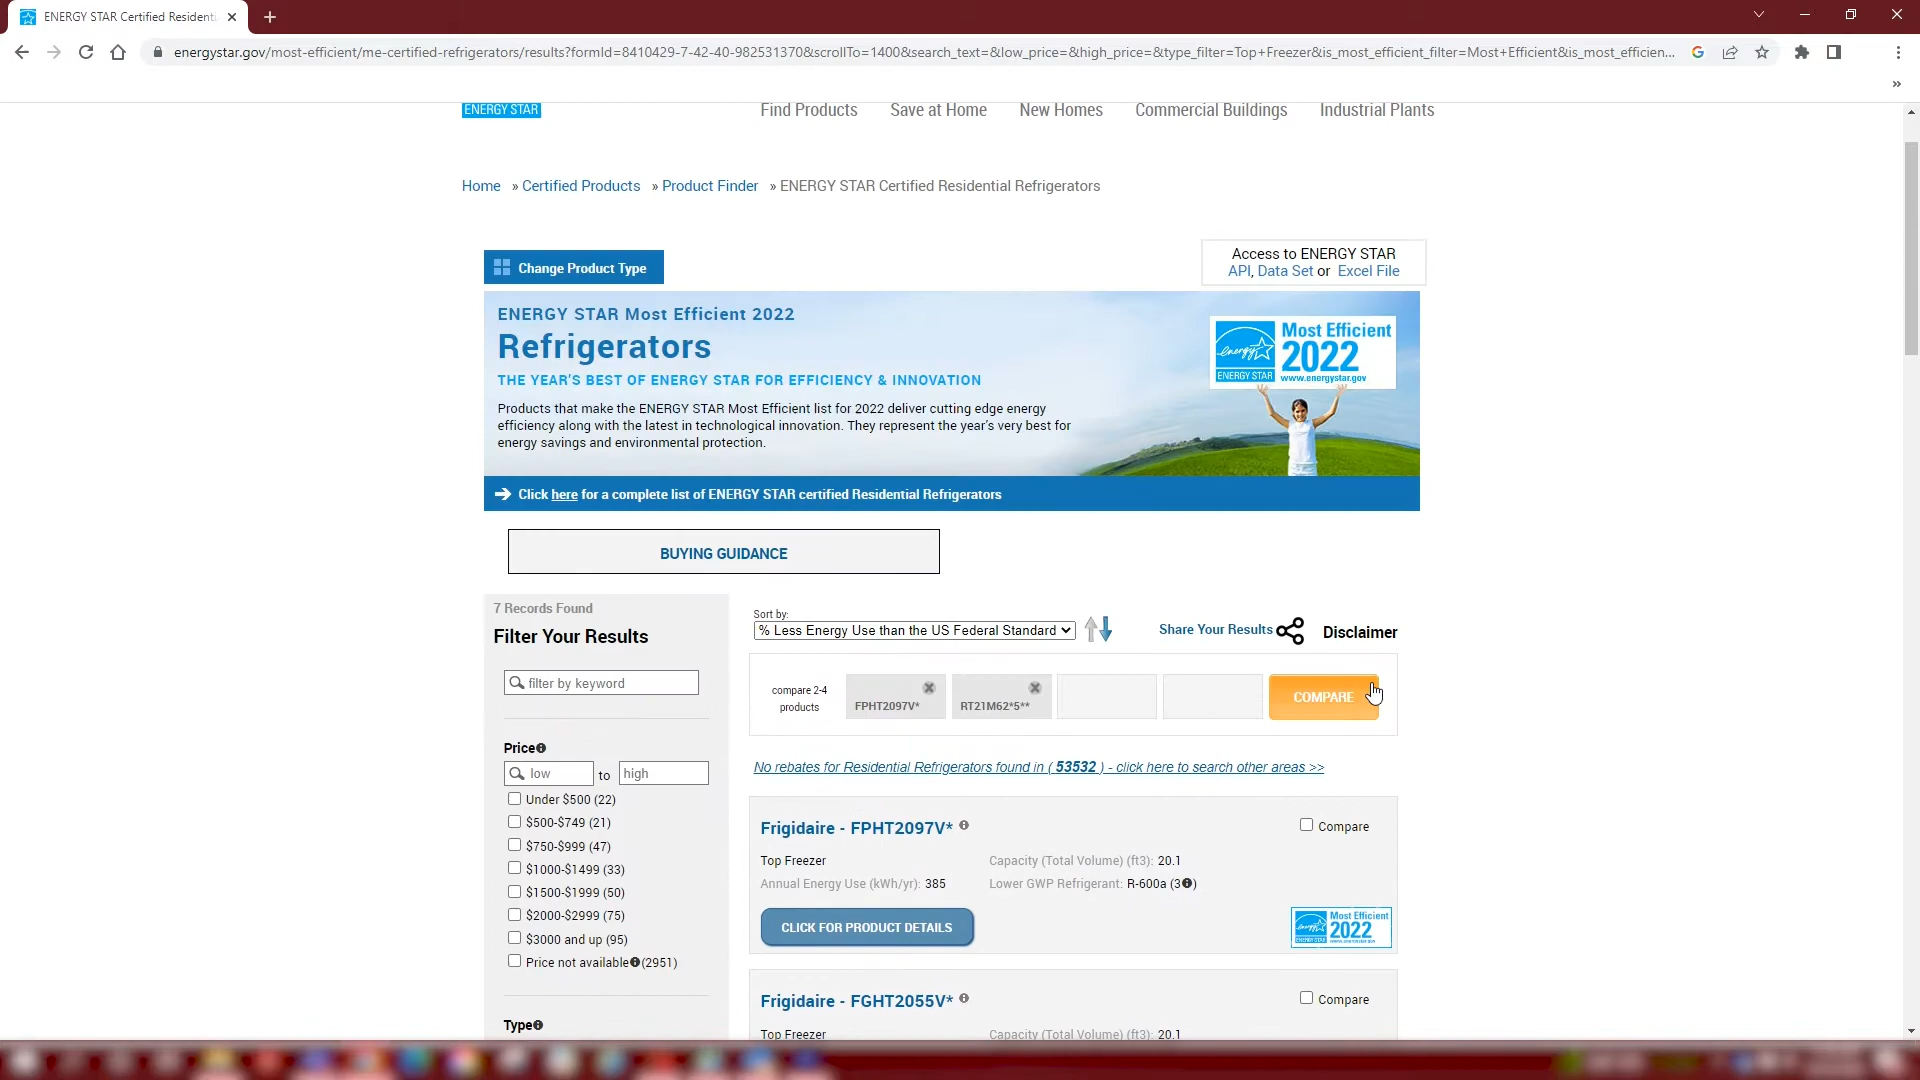 ENERGY STAR Certified Residenti
energystar.gov/most-efficient/me-certified-refrigerators/results?formId=8410429-7-42-40-982531370&scrollTo=1400&search_text=&low_price=&high_price=&type_filter=Top+Freezer&is_most_efficient_filter=Most+Efficient&is_most_efficien...
ENERGY STAR
Find Products
Save at Home
New Homes
Commercial Buildings
Industrial Plants
Home » Certified Products » Product Finder » ENERGY STAR Certified Residential Refrigerators
Change Product Type
Access to ENERGY STAR
API, Data Set or Excel File
ENERGY STAR Most Efficient 2022
Refrigerators
THE YEAR'S BEST OF ENERGY STAR FOR EFFICIENCY & INNOVATION
Products that make the ENERGY STAR Most Efficient list for 2022 deliver cutting edge energy
efficiency along with the latest in technological innovation. They represent the year's very best for
energy savings and environmental protection.
energy
ENERGY STAR
Most Efficient
2022
www.energystar.gov
Click here for a complete list of ENERGY STAR certified Residential Refrigerators
BUYING GUIDANCE
7 Records Found
Filter Your Results
filter by keyword
Price
low to high
Under $500 (22)
$500-$749 (21)
$750-$999 (47)
$1000-$1499 (33)
$1500-$1999 (50)
$2000-$2999 (75)
$3000 and up (95)
Price not available (2951)
Type
Sort by:
% Less Energy Use than the US Federal Standard
Share Your Results
Disclaimer
compare 2-4
products
FPHT2097V*
RT21M62*5**
COMPARE
No rebates for Residential Refrigerators found in ( 53532 ) - click here to search other areas >>
Frigidaire - FPHT2097V*
Compare
Top Freezer
Capacity (Total Volume) (ft3): 20.1
Annual Energy Use (kWh/yr): 385
Lower GWP Refrigerant: R-600a (3)
CLICK FOR PRODUCT DETAILS
Most Efficient
2022
Frigidaire - FGHT2055V*
Compare
Top Freezer
Capacity (Total Volume) (ft3): 20.1